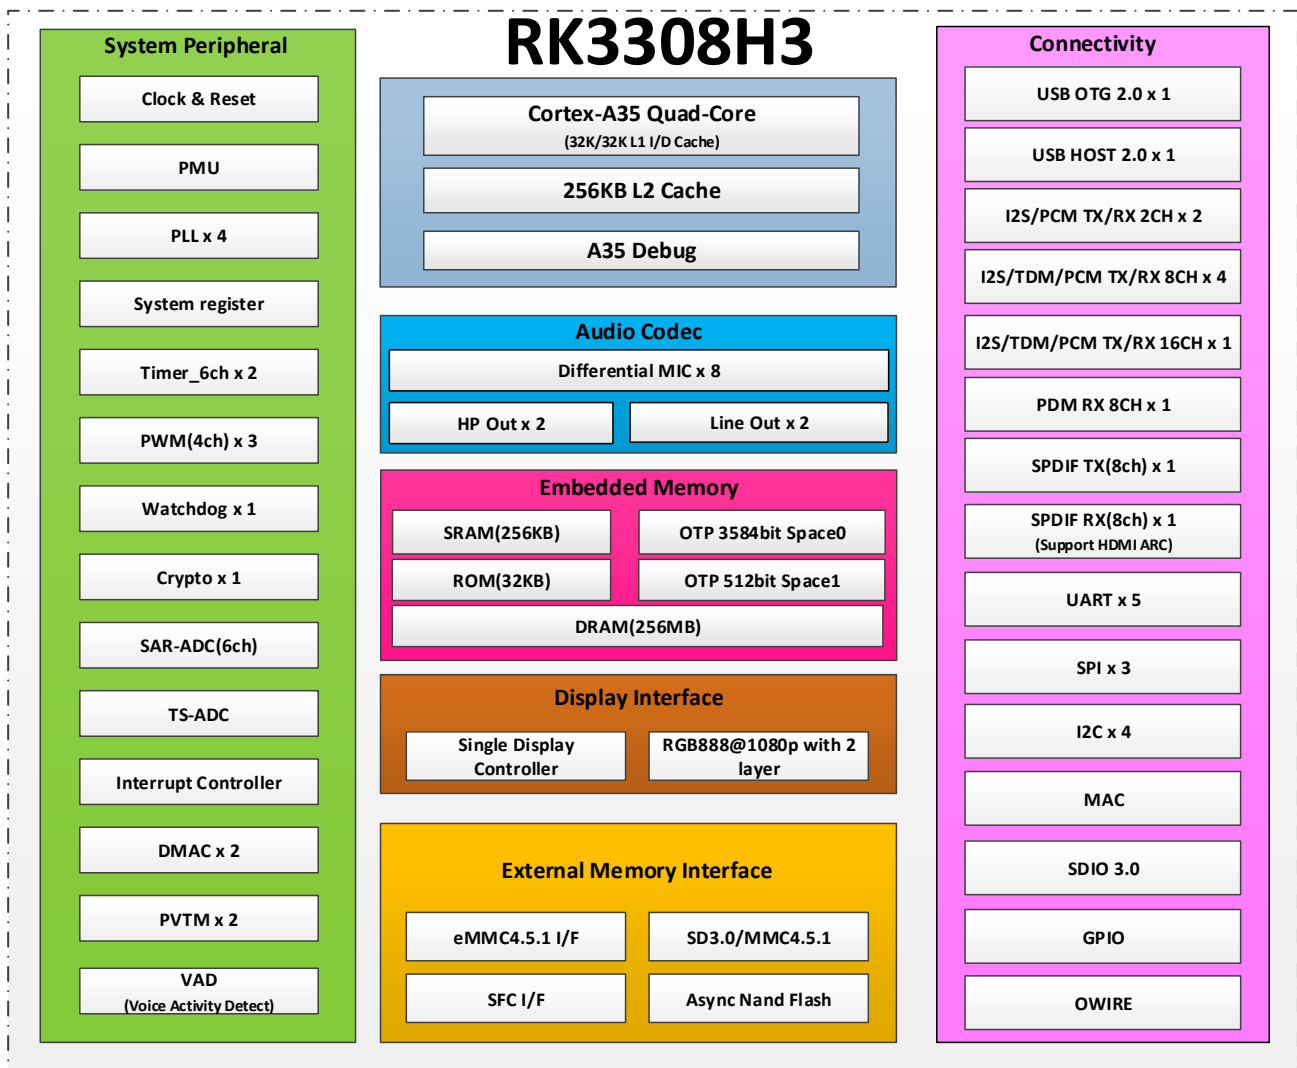 RK3308H3
System Peripheral
Clock & Reset
PMU
PLL x 4
System register
Timer_6ch x 2
PWM(4ch) x 3
Watchdog x 1
Crypto x 1
SAR-ADC(6ch)
TS-ADC
Interrupt Controller
DMAC x 2
PVTM x 2
VAD
(Voice Activity Detect)
Cortex-A35 Quad-Core
(32K/32K L1 I/D Cache)
256KB L2 Cache
A35 Debug
Audio Codec
Differential MIC x 8
HP Out x 2
Line Out x 2
Embedded Memory
SRAM(256KB)
OTP 3584bit Space0
ROM(32KB)
OTP 512bit Space1
DRAM(256MB)
Display Interface
Single Display
Controller
RGB888@1080p with 2
layer
External Memory Interface
eMMC4.5.1 I/F
SD3.0/MMC4.5.1
SFC I/F
Async Nand Flash
Connectivity
USB OTG 2.0 x 1
USB HOST 2.0 x 1
I2S/PCM TX/RX 2CH x 2
I2S/TDM/PCM TX/RX 8CH x 4
I2S/TDM/PCM TX/RX 16CH x 1
PDM RX 8CH x 1
SPDIF TX(8ch) x 1
SPDIF RX(8ch) x 1
(Support HDMI ARC)
UART x 5
SPI x 3
I2C x 4
MAC
SDIO 3.0
GPIO
OWIRE